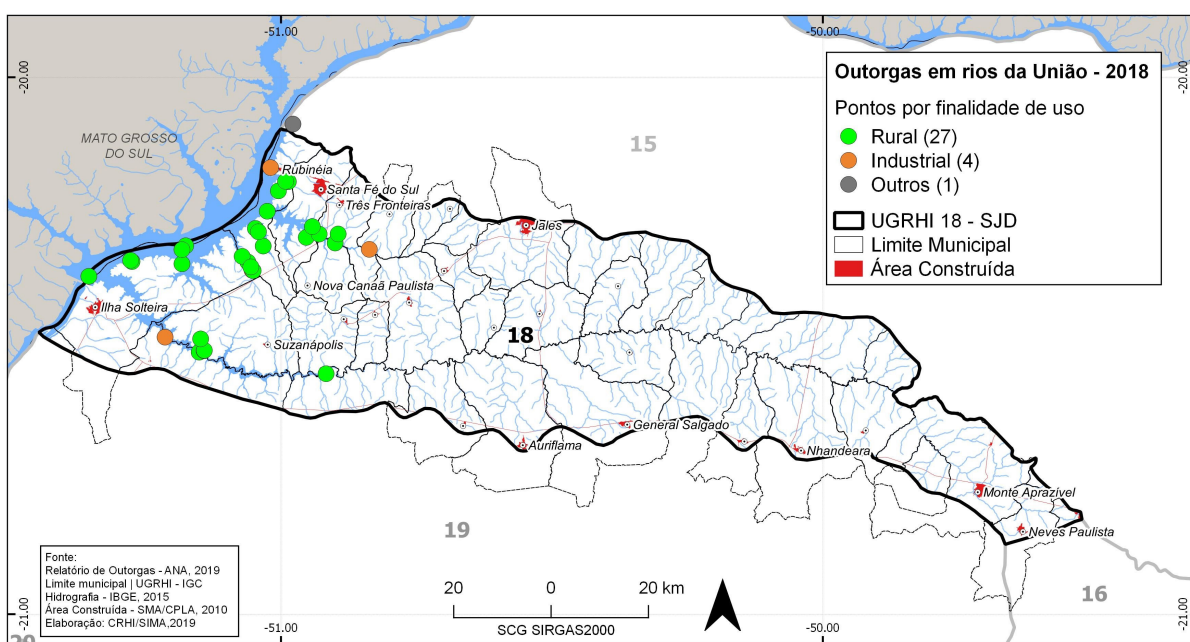 -51.00
-50.00
-20.00
-20.00
Outorgas em rios da União - 2018
Pontos por finalidade de uso
Rural (27)
Industrial (4)
Outros (1)
UGRHI 18 - SJD
Limite Municipal
Área Construída
MATO GROSSO
DO SUL
15
Rubinéia
Santa Fé do Sul
Três Fronteiras
Jales
Nova Canaã Paulista
Ilha Solteira
18
Suzanápolis
General Salgado
Auriflama
Nhandeara
Monte Aprazível
Neves Paulista
19
16
Fonte:
Relatório de Outorgas - ANA, 2019
Limite municipal | UGRHI - IGC
Hidrografia - IBGE, 2015
Área Construída - SMA/CPLA, 2010
Elaboração: CRHI/SIMA,2019
20 0 20 km
SCG SIRGAS2000
-21.00
-21.00
20
-51.00
-50.00